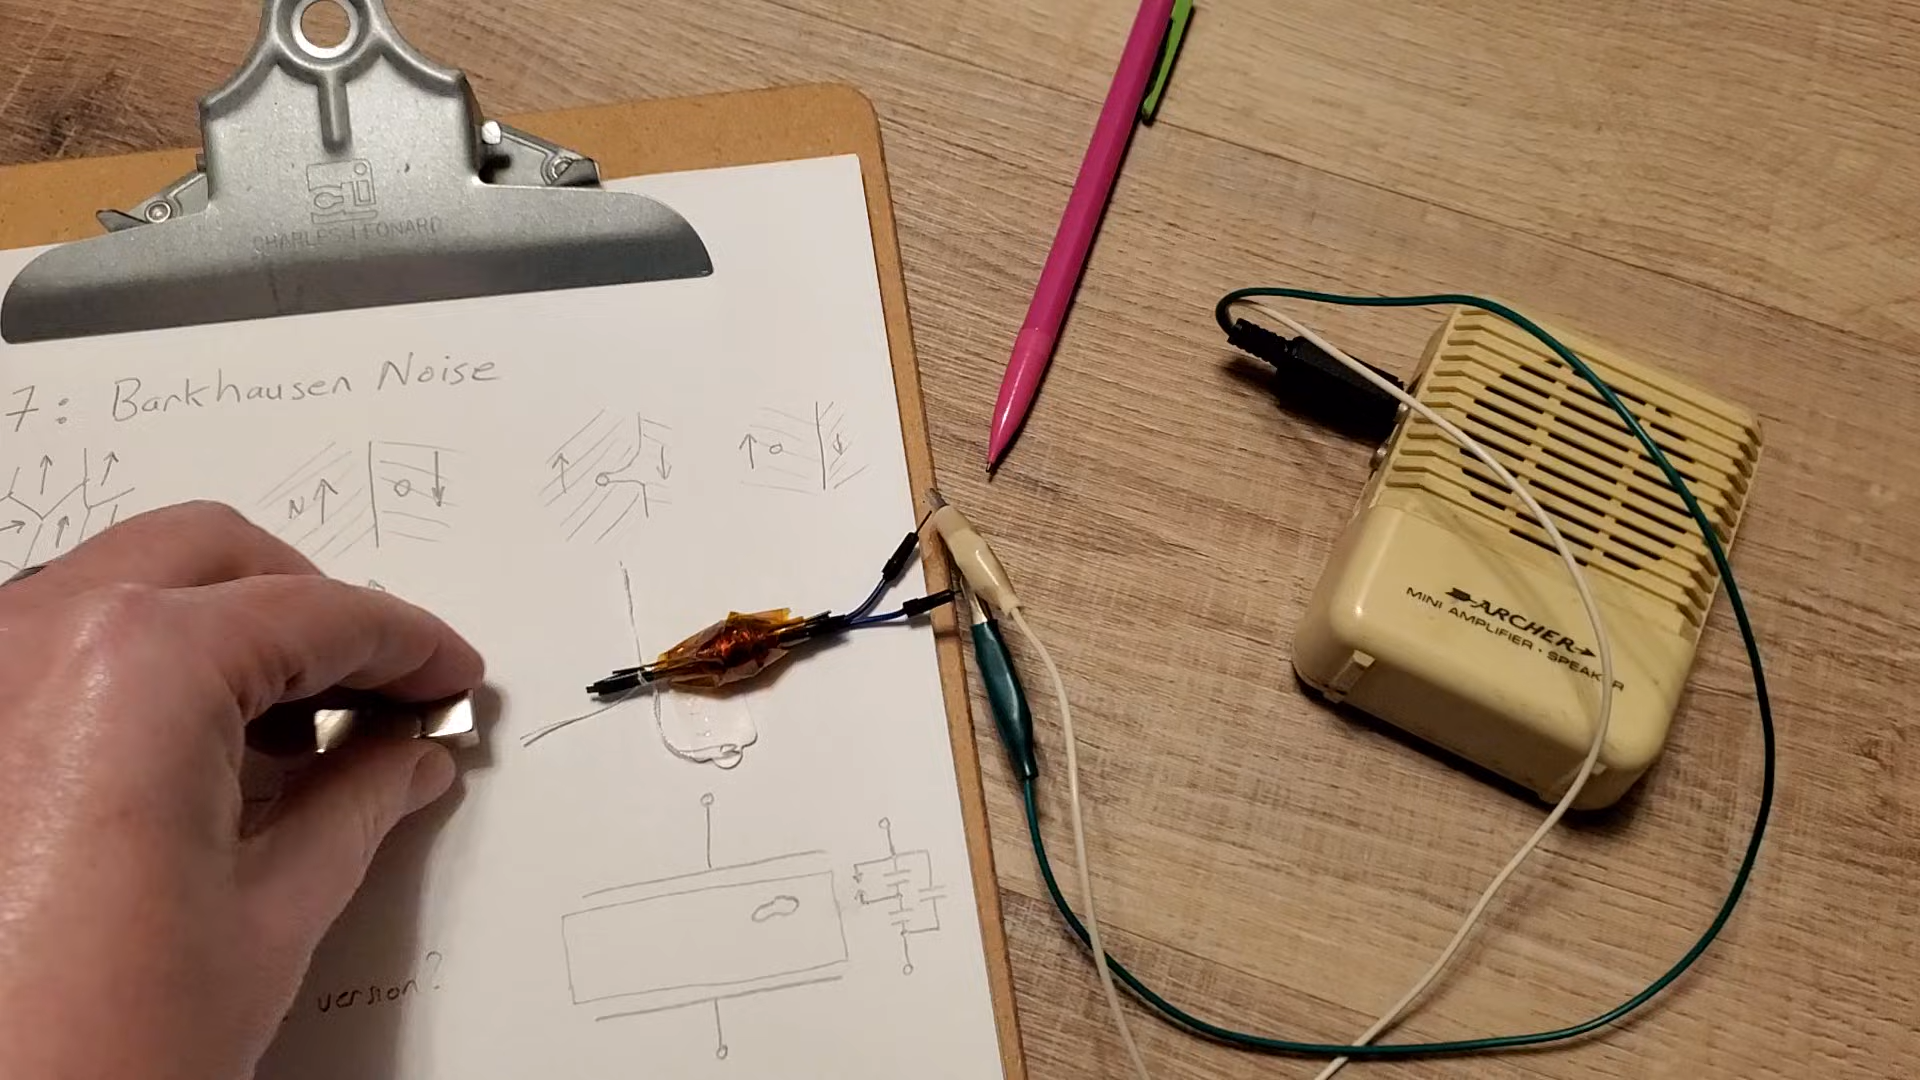 CHARLES LEONARD
7: Barkhausen Noise
N
ARCHER
MINI AMPLIFIER · SPEAKER
version?